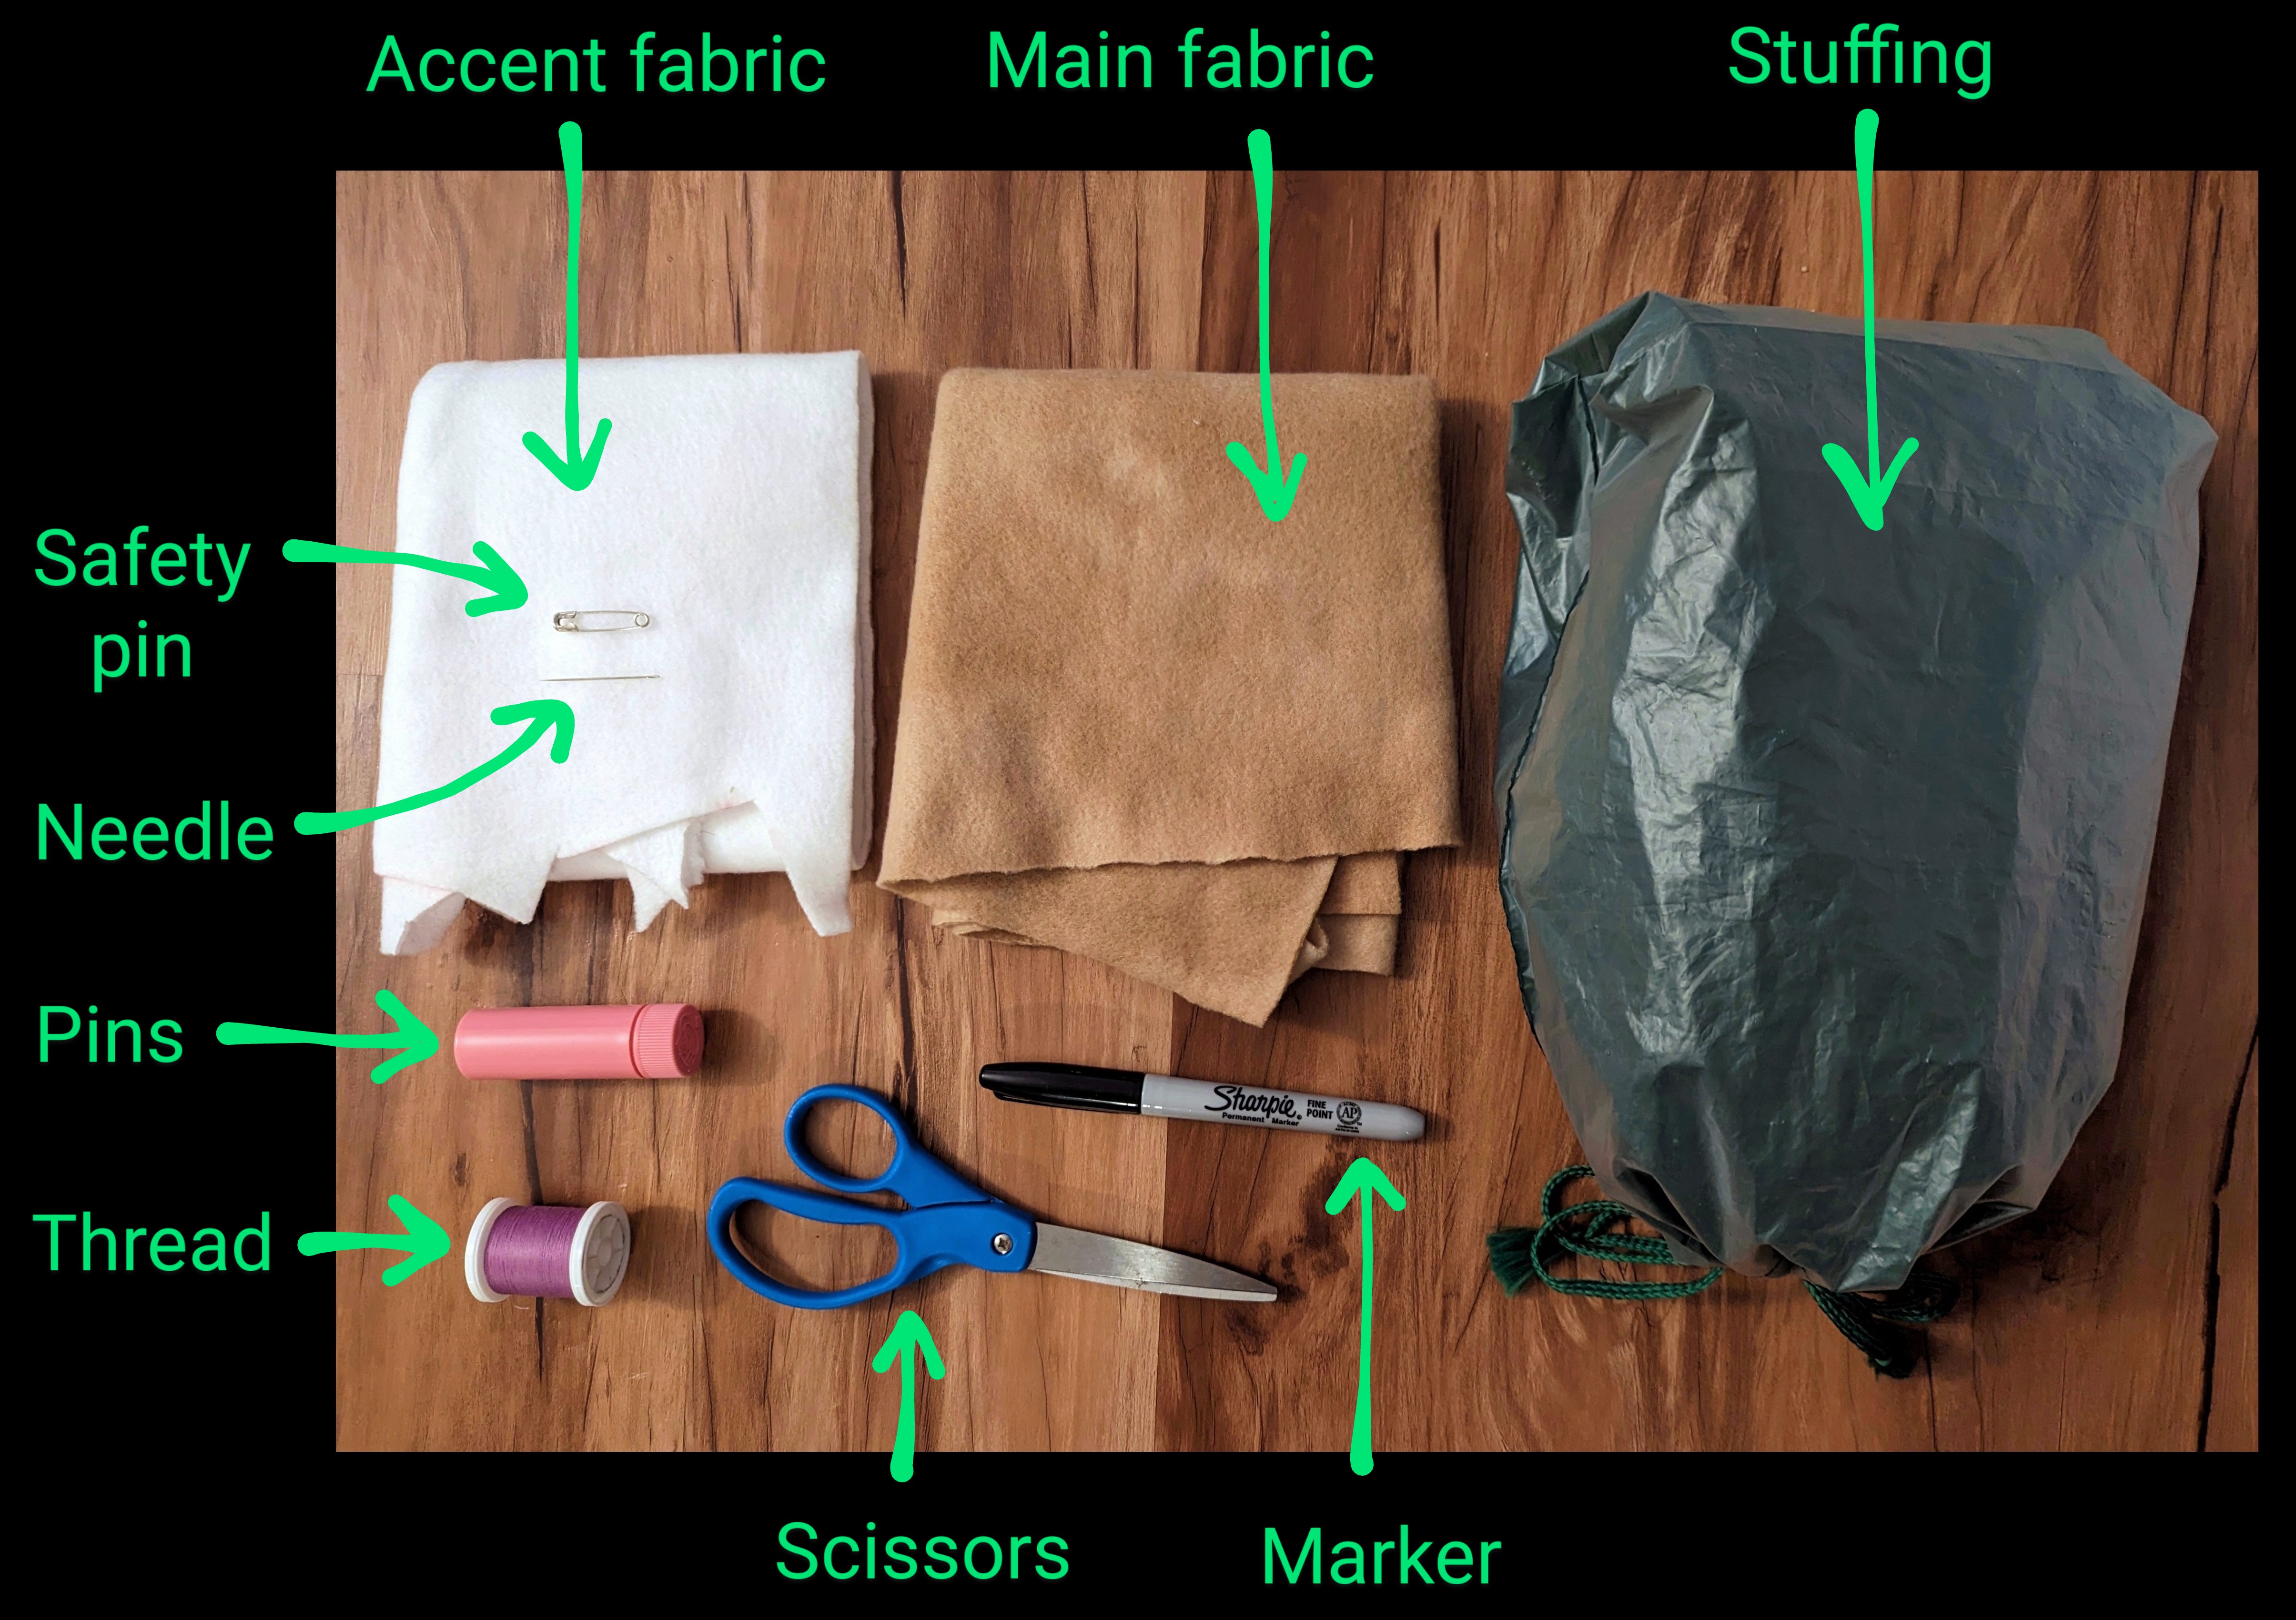 Accent fabric
Main fabric
Stuffing
Safety
pin
Needle
Pins
Sharpie
FINE
POINT
AP
Permanent Marker
Thread
Scissors
Marker